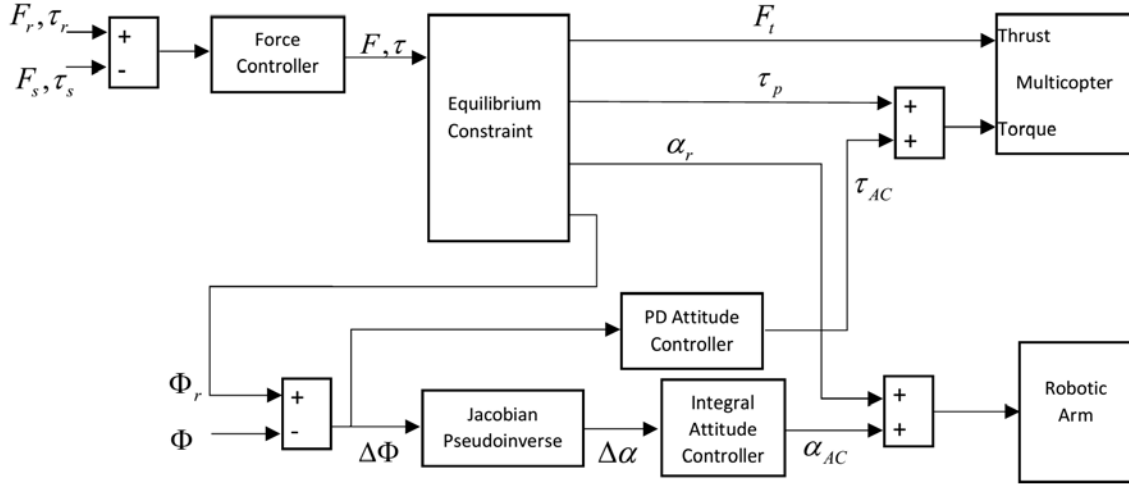 F_r, τ_r
+
-
F_s, τ_s
Force
Controller
F, τ
Equilibrium
Constraint
F_t
τ_p
α_r
+
+
τ_AC
Thrust
Multicopter
Torque
PD Attitude
Controller
Φ_r
Φ
+
-
ΔΦ
Jacobian
Pseudoinverse
Δα
Integral
Attitude
Controller
α_AC
+
+
Robotic
Arm